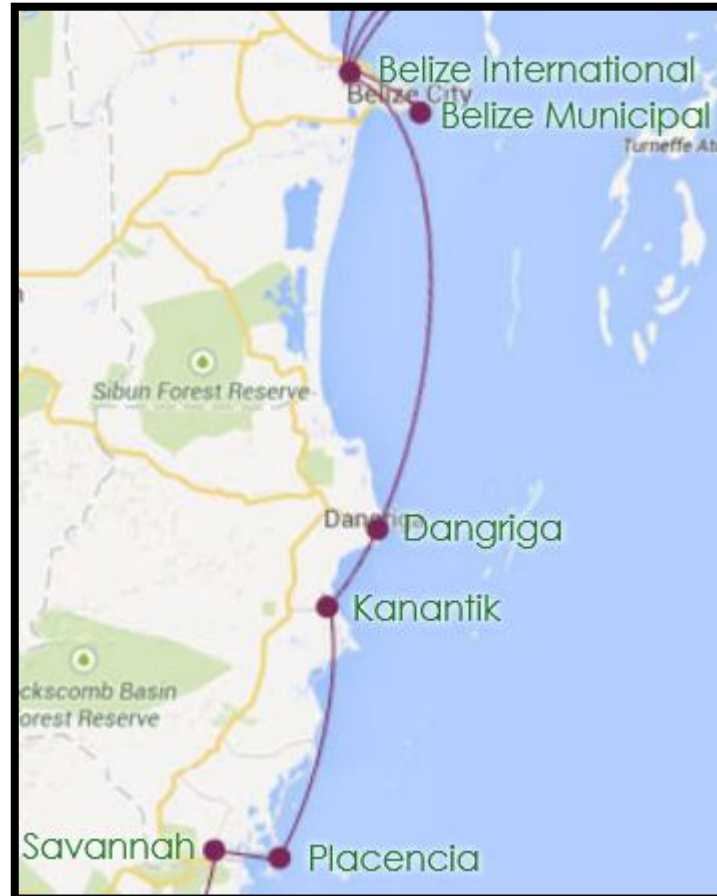 Belize International
Belize City
Belize Municipal
Turneffe At
Sibun Forest Reserve
Dangriga
Dangriga
Kanantik
ckscomb Basin
orest Reserve
Savannah
Placencia